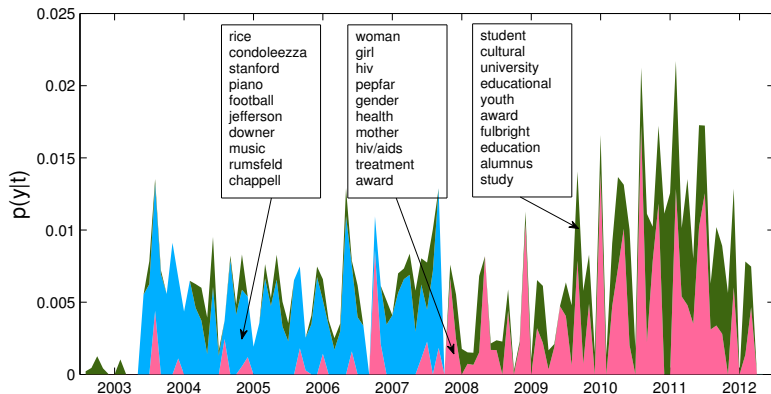 0.025
0.02
0.015
0.01
0.005
0
p(y|t)
rice
condoleezza
stanford
piano
football
jefferson
downer
music
rumsfeld
chappell
woman
girl
hiv
pepfar
gender
health
mother
hiv/aids
treatment
award
student
cultural
university
educational
youth
award
fulbright
education
alumnus
study
2003 2004 2005 2006 2007 2008 2009 2010 2011 2012